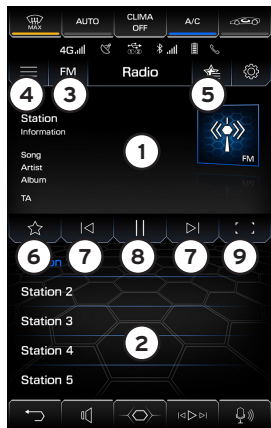 MAX
AUTO
CLIMA
OFF
A/C
4G
FM
Radio
4
3
5
Station
Information
1
Song
Artist
Album
FM
TA
6
7
8
7
9
Station 2
Station 3
2
Station 4
Station 5